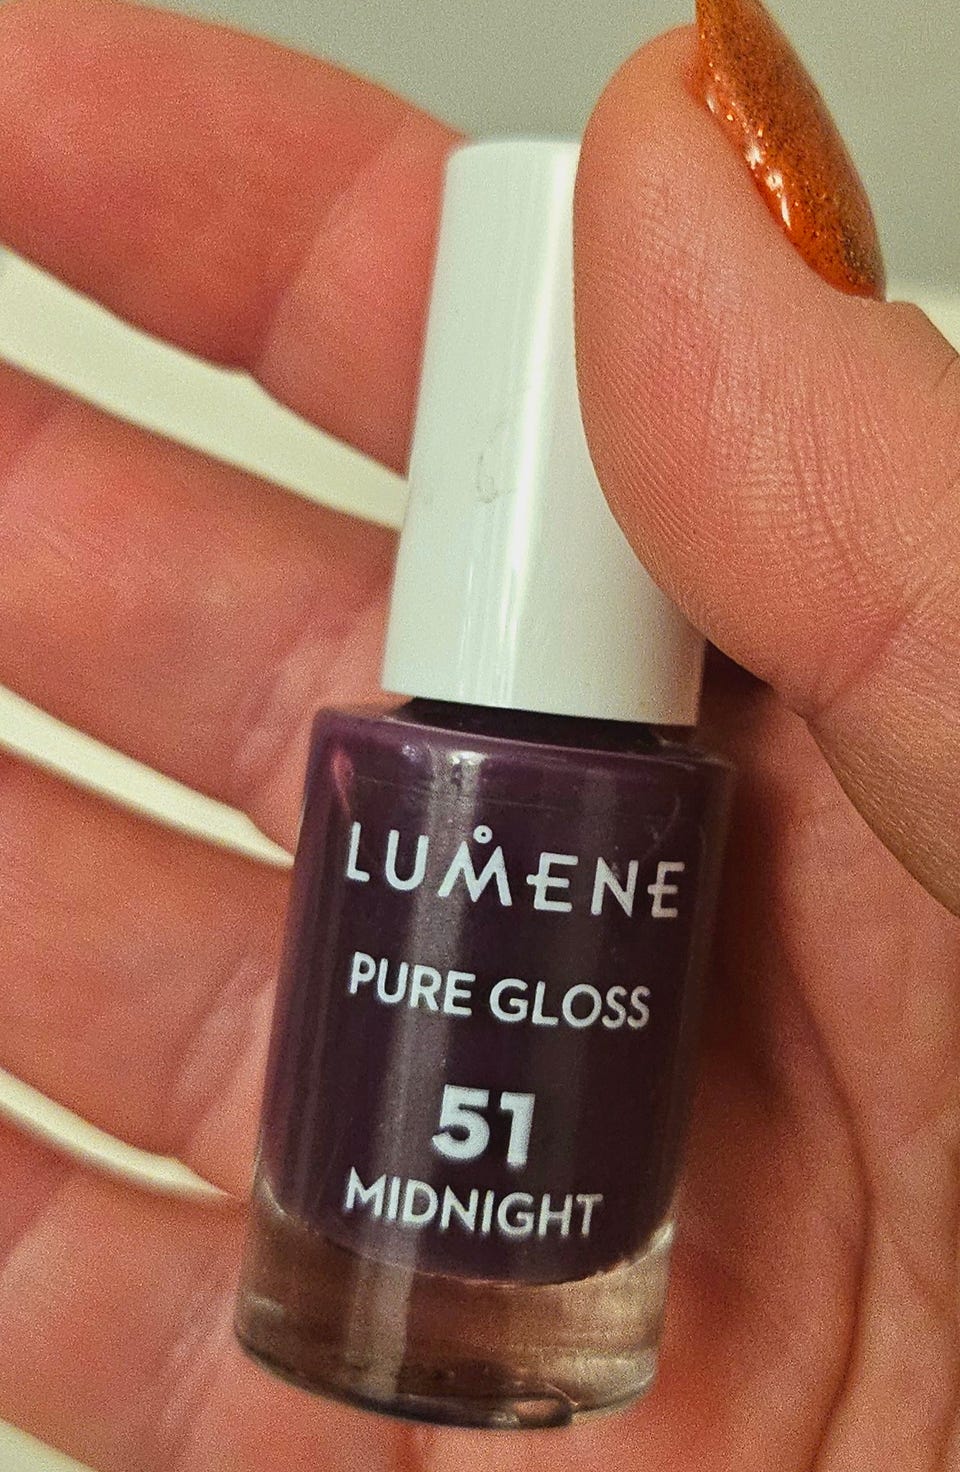 LUMENE
PURE GLOSS
51
MIDNIGHT